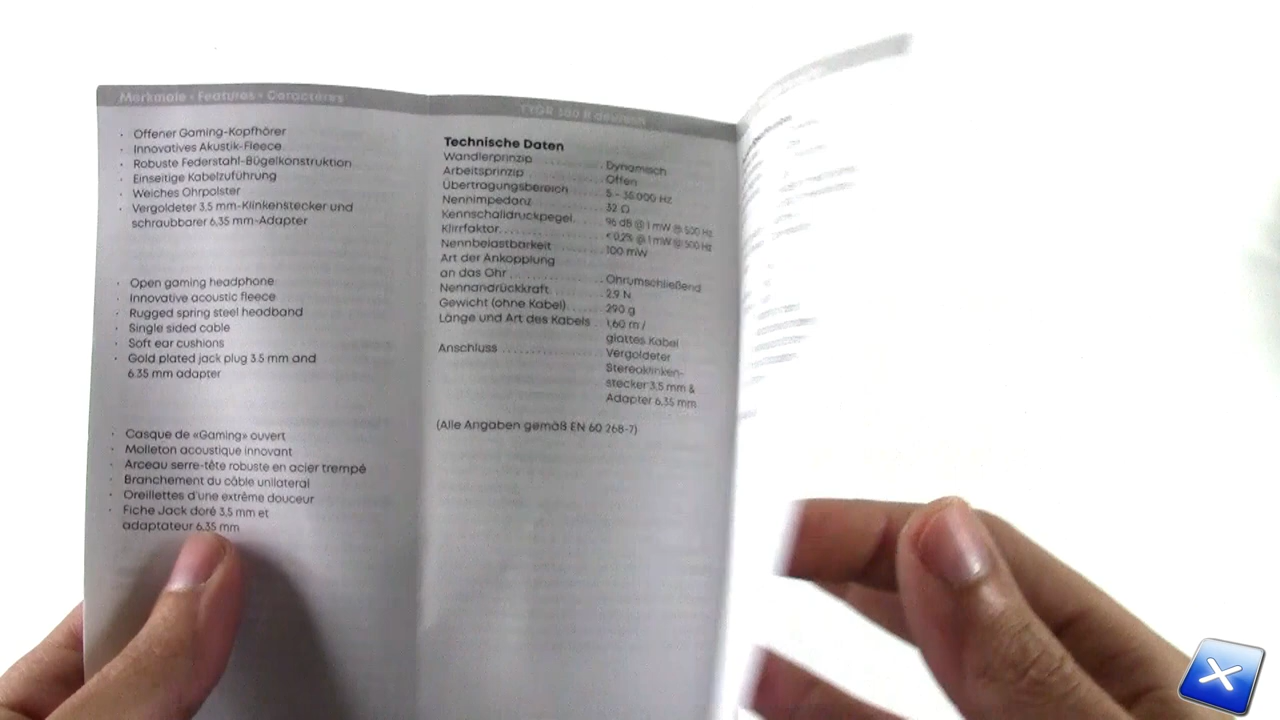 Merkmale • Features • Caractères
· Offener Gaming-Kopfhörer
· Innovatives Akustik-Fleece
· Robuste Federstahl-Bügelkonstruktion
· Einseitige Kabelzuführung
· Weiches Ohrpolster
· Vergoldeter 3,5 mm-Klinkenstecker und
schraubbarer 6,35 mm-Adapter
· Open gaming headphone
· Innovative acoustic fleece
· Rugged spring steel headband
· Single sided cable
· Soft ear cushions
· Gold plated jack plug 3.5 mm and
6.35 mm adapter
· Casque de «Gaming» ouvert
· Molleton acoustique innovant
· Arceau serre-tête robuste en acier trempé
· Branchement du câble unilateral
· Oreillettes d'une extrême douceur
· Fiche Jack doré 3,5 mm et
adaptateur 6,35 mm
TYGR 300 R deutsch
Technische Daten
Wandlerprinzip .......... Dynamisch
Arbeitsprinzip .......... Offen
Übertragungsbereich ..... 5 - 35.000 Hz
Nennimpedanz .......... 32 Ω
Kennschalldruckpegel ..... 96 dB @ 1 mW @ 500 Hz
Klirrfaktor .......... < 0,2% @ 1 mW @ 500 Hz
Nennbelastbarkeit ....... 100 mW
Art der Ankopplung
an das Ohr .......... Ohrumschließend
Nennandruckkraft ....... 2,9 N
Gewicht (ohne Kabel) ..... 290 g
Länge und Art des Kabels .. 1,60 m /
glattes Kabel
Anschluss .......... Vergoldeter
Stereoklinken-
stecker 3,5 mm &
Adapter 6,35 mm
(Alle Angaben gemäß EN 60 268-7)